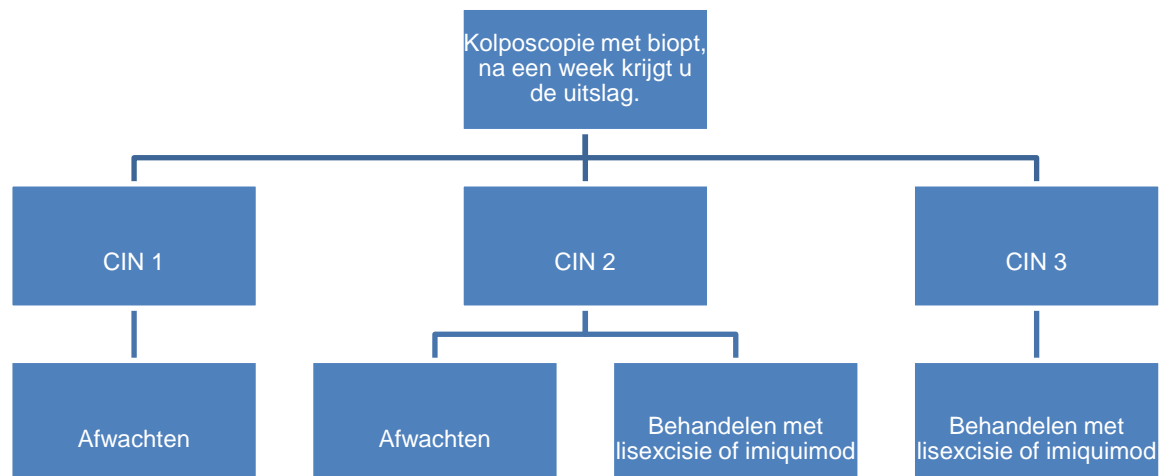 Kolposcopie met biopt,
na een week krijgt u
de uitslag.
CIN 1
CIN 2
CIN 3
Afwachten
Afwachten
Behandelen met
lisexcisie of imiquimod
Behandelen met
lisexcisie of imiquimod